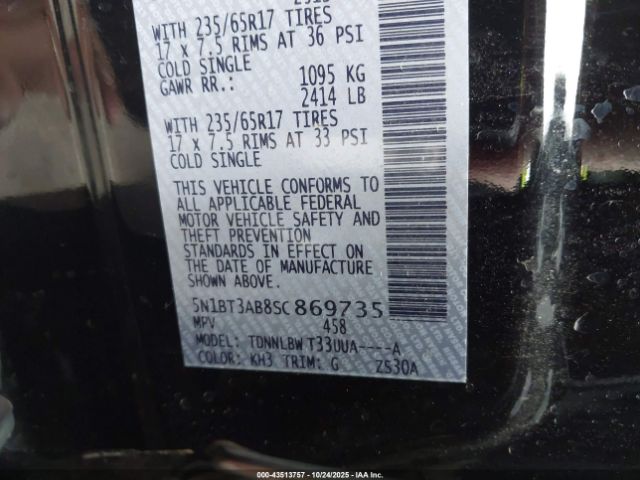 WITH 235/65R17 TIRES
17 x 7.5 RIMS AT 36 PSI
COLD SINGLE
GAWR RR.: 1095 KG
2414 LB
WITH 235/65R17 TIRES
17 x 7.5 RIMS AT 33 PSI
COLD SINGLE
THIS VEHICLE CONFORMS TO
ALL APPLICABLE FEDERAL
MOTOR VEHICLE SAFETY AND
THEFT PREVENTION
STANDARDS IN EFFECT ON THE
DATE OF MANUFACTURE
SHOWN ABOVE.
5N1BT3AB8SC869735
MPV 458
MODEL: TDNNLBW T33UUA----A
COLOR: KH3 TRIM: G ZS30A
000-43513757 - 10/24/2025 - IAA Inc.